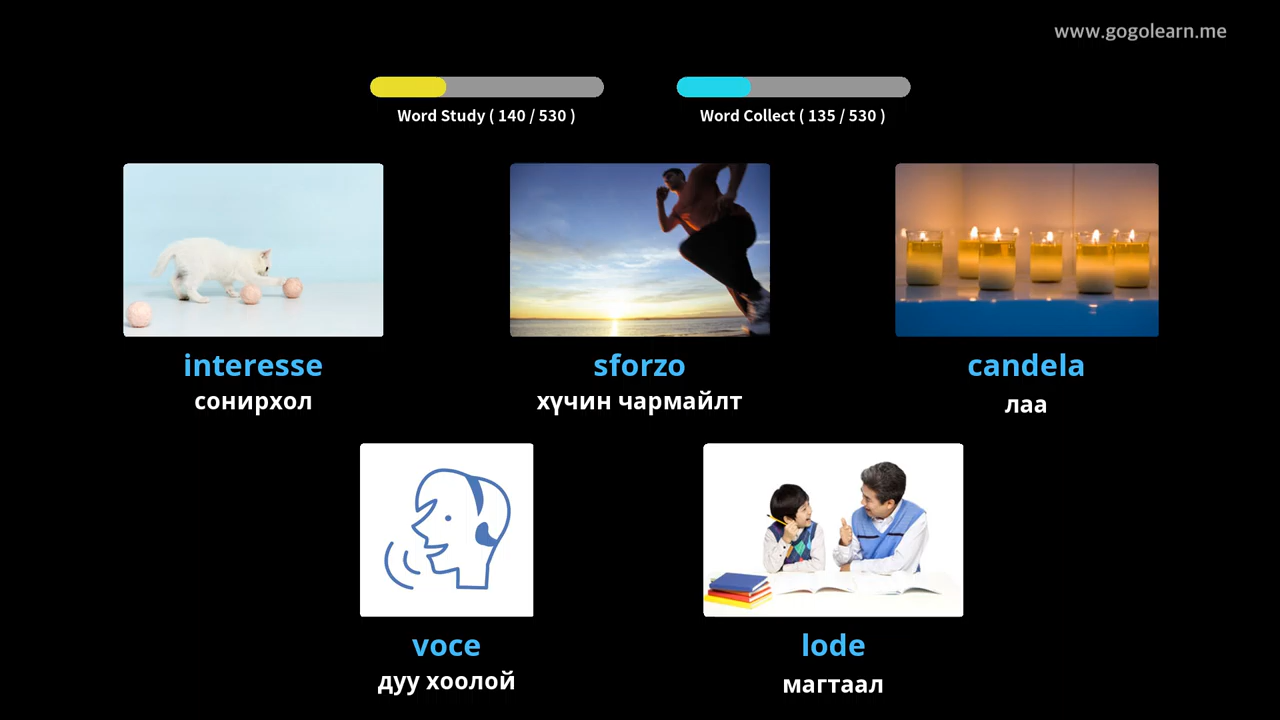 www.gogolearn.me
Word Study ( 140 / 530 )
Word Collect ( 135 / 530 )
interesse
сонирхол
sforzo
хүчин чармайлт
candela
лаа
voce
дуу хоолой
lode
магтаал